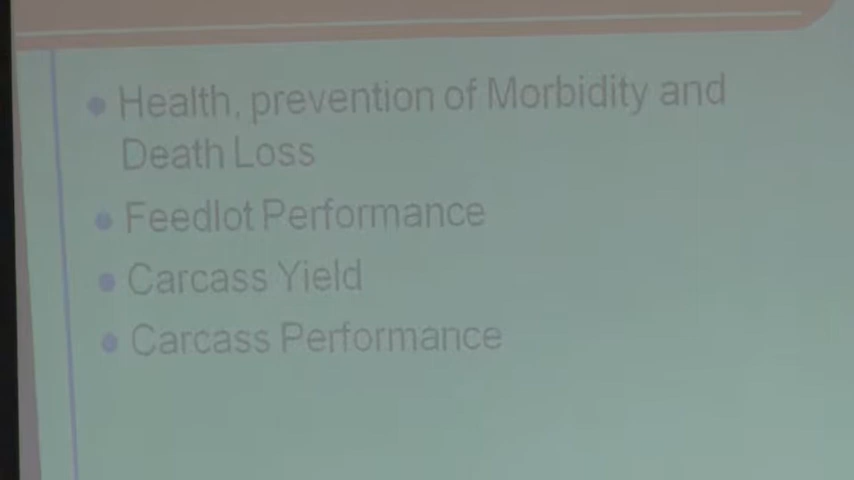 Health, prevention of Morbidity and
Death Loss
Feedlot Performance
Carcass Yield
Carcass Performance